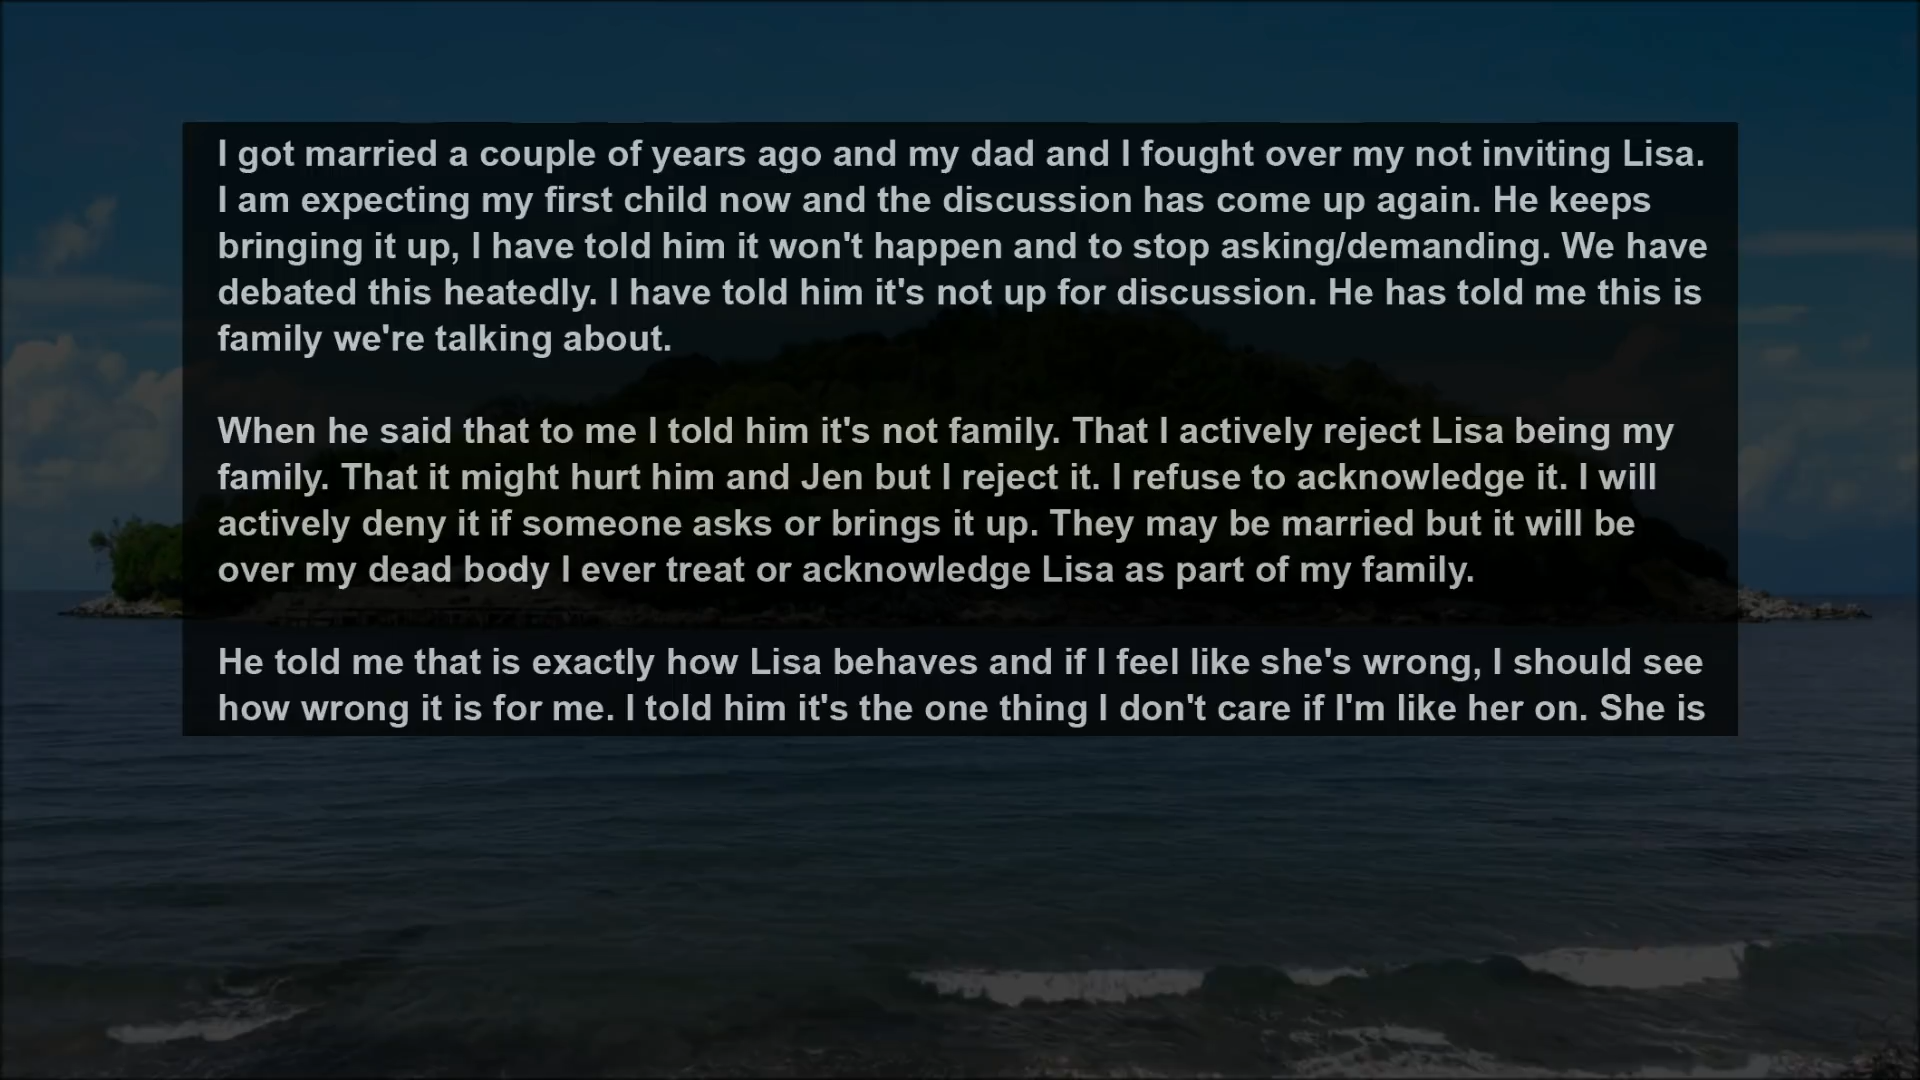 I got married a couple of years ago and my dad and I fought over my not inviting Lisa.
I am expecting my first child now and the discussion has come up again. He keeps
bringing it up, I have told him it won't happen and to stop asking/demanding. We have
debated this heatedly. I have told him it's not up for discussion. He has told me this is
family we're talking about.
When he said that to me I told him it's not family. That I actively reject Lisa being my
family. That it might hurt him and Jen but I reject it. I refuse to acknowledge it. I will
actively deny it if someone asks or brings it up. They may be married but it will be
over my dead body I ever treat or acknowledge Lisa as part of my family.
He told me that is exactly how Lisa behaves and if I feel like she's wrong, I should see
how wrong it is for me. I told him it's the one thing I don't care if I'm like her on. She is